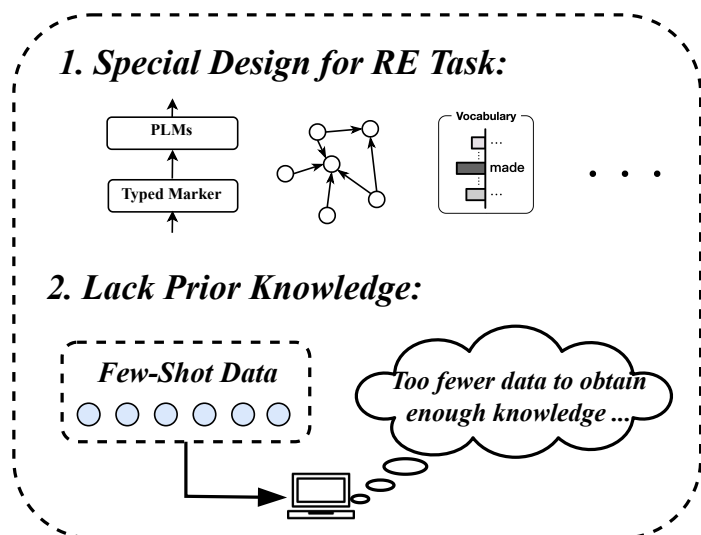 1. Special Design for RE Task:
PLMs
Typed Marker
Vocabulary
...
made
...
. . .
2. Lack Prior Knowledge:
Few-Shot Data
Too fewer data to obtain
enough knowledge ...